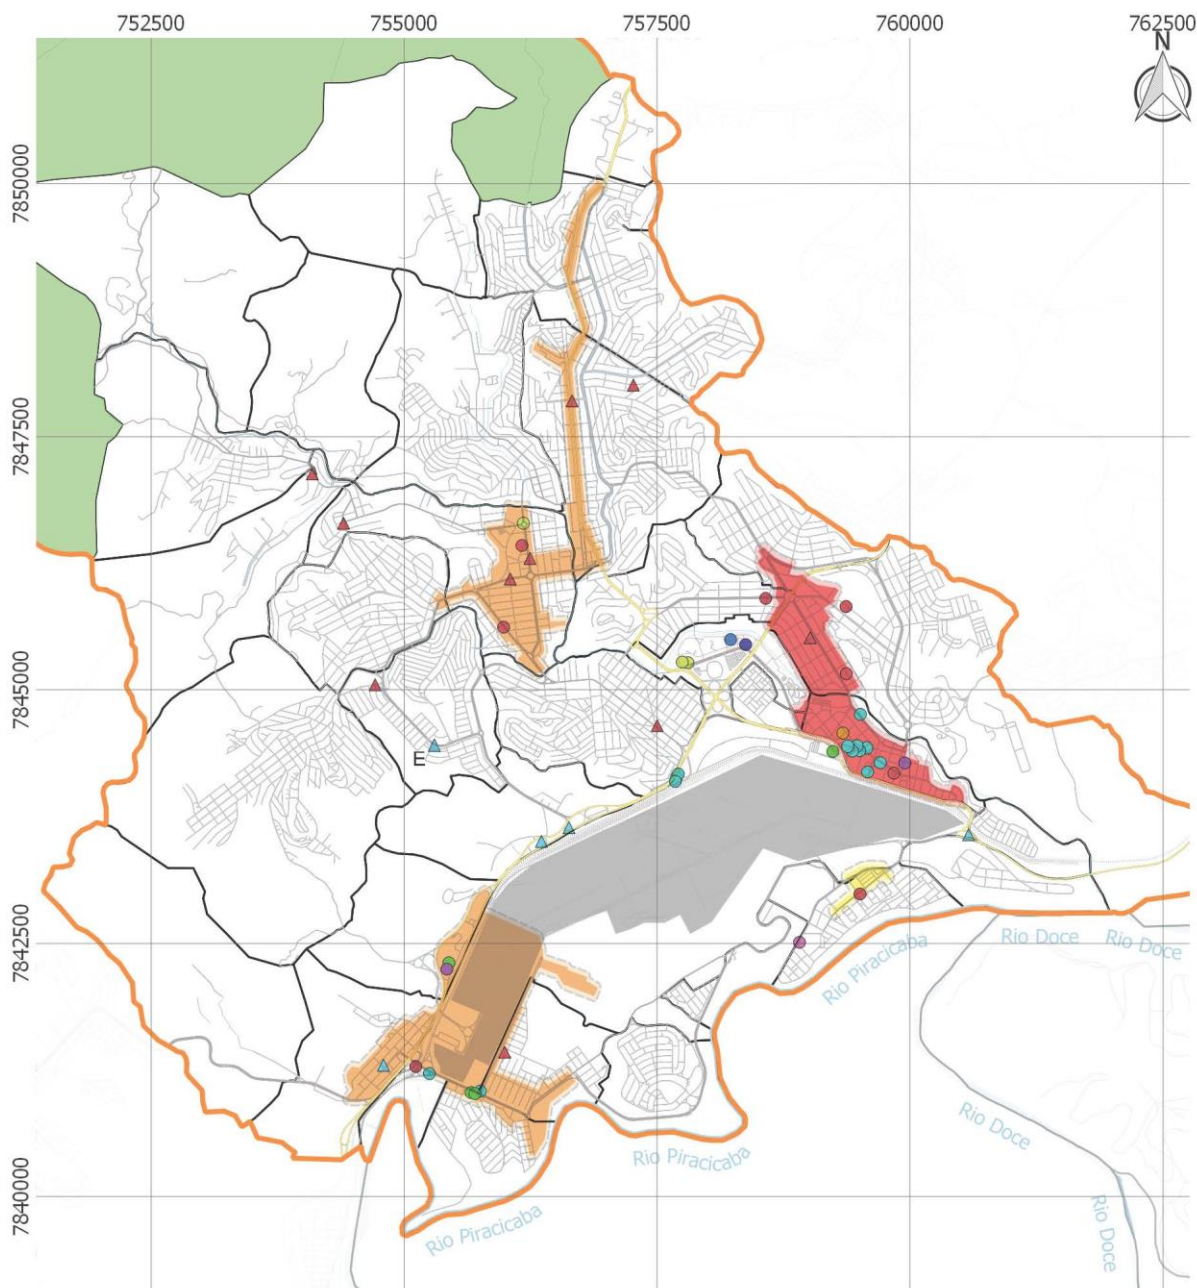 752500 755000 757500 760000 762500
N
7850000
7847500
7845000
E
7842500
Rio Piracicaba
Rio Doce
Rio Doce
Rio Doce
Rio Piracicaba
7840000
Rio Piracicaba
Rio Doce